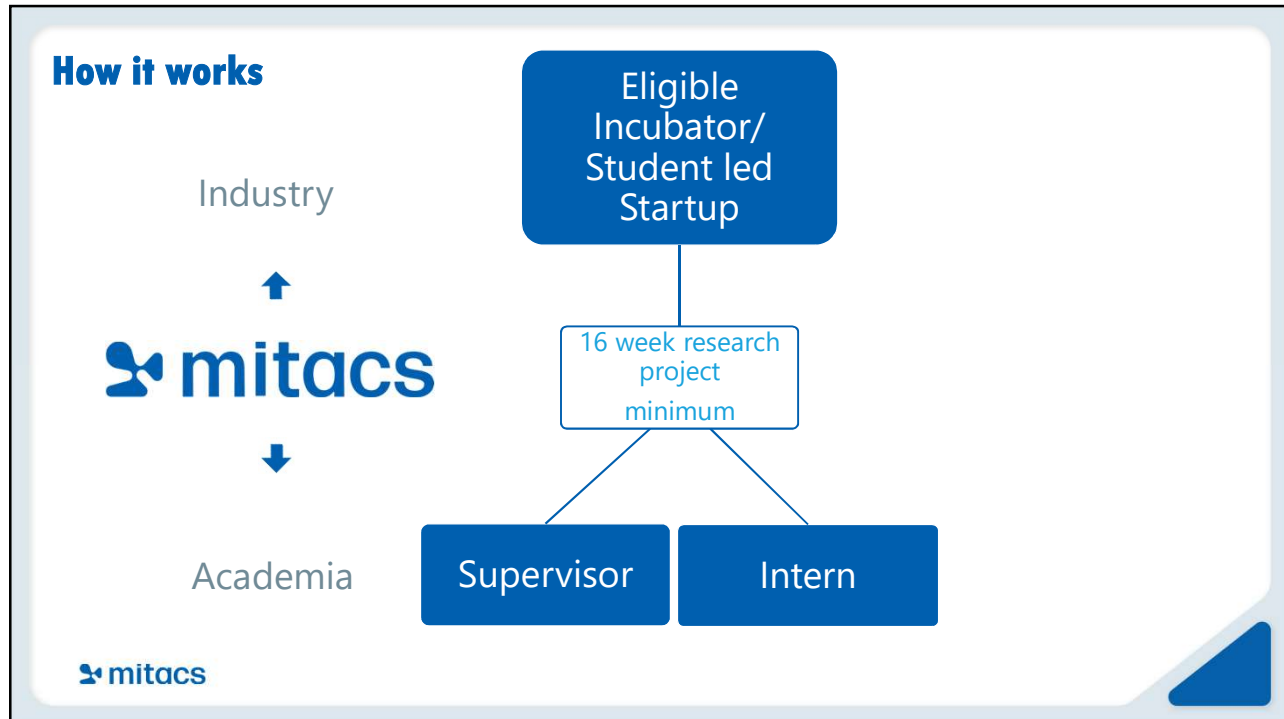 How it works
Eligible
Incubator/
Student led
Startup
Industry
mitacs
16 week research
project
minimum
Academia
Supervisor
Intern
mitacs